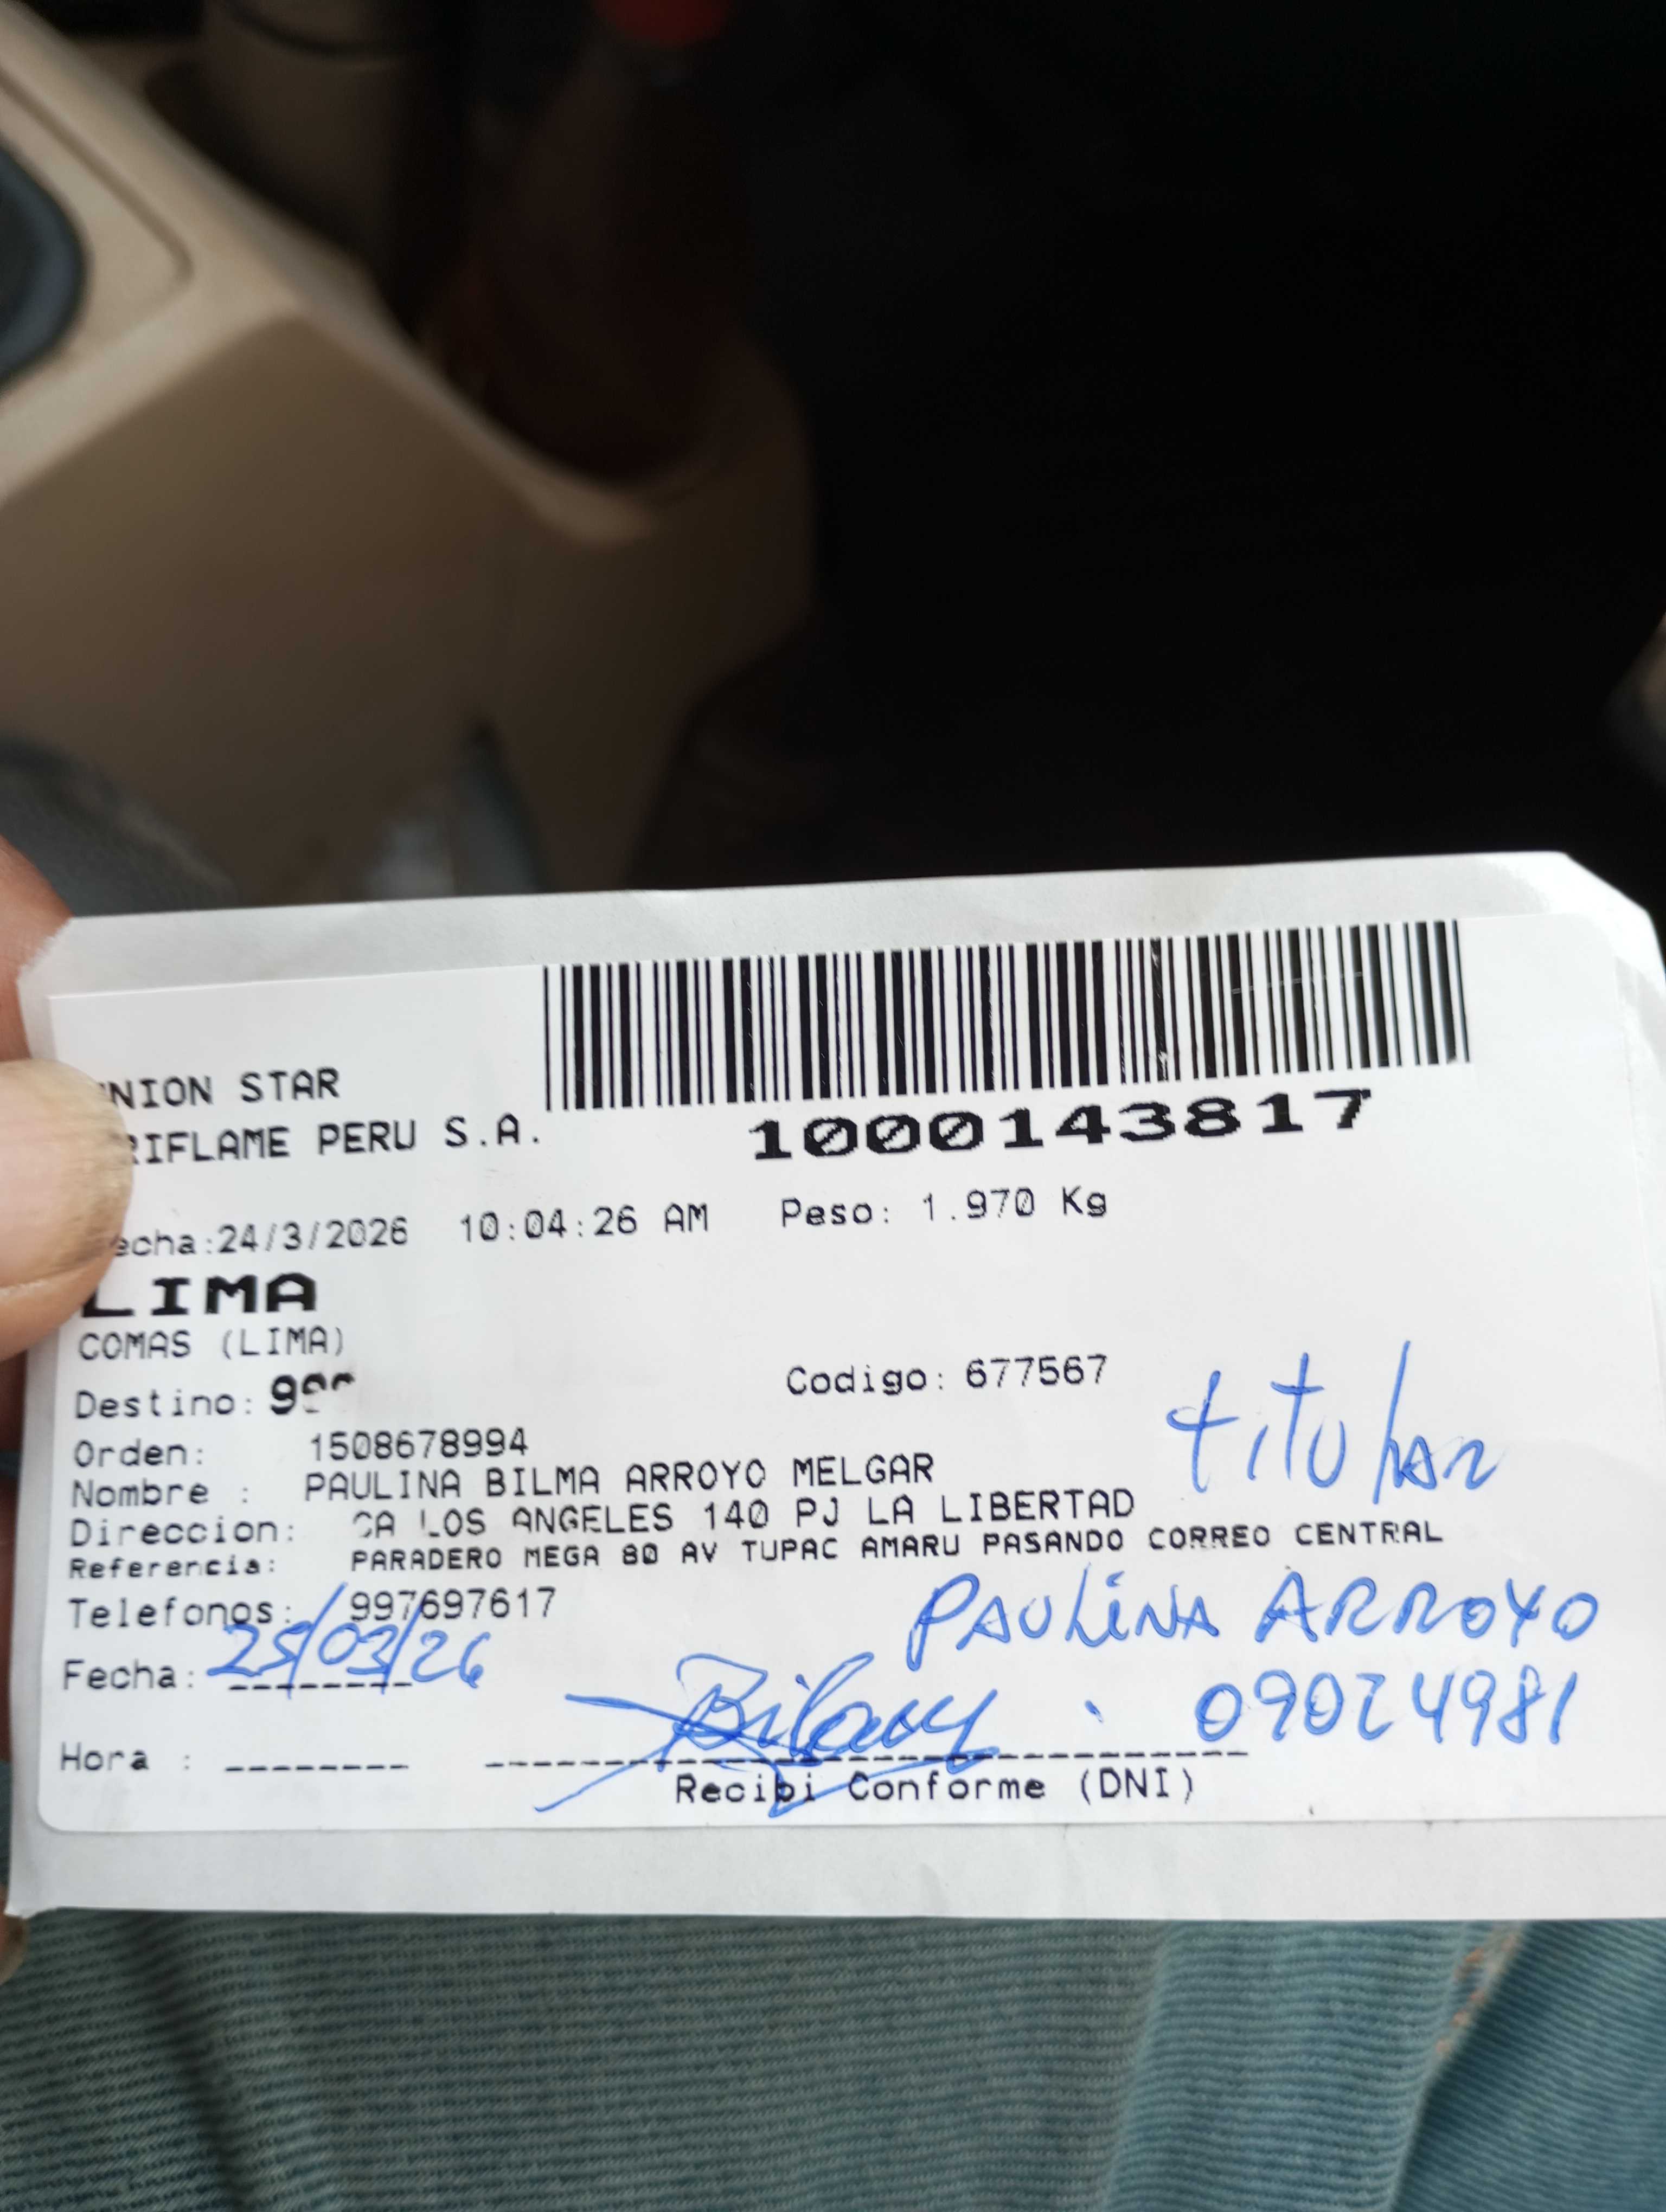 NION STAR
RIFLAME PERU S.A.
1000143817
echa:24/3/2026 10:04:26 AM Peso: 1.970 Kg
LIMA
COMAS (LIMA)
Destino: Codigo: 677567
titular
Orden: 1508678994
Nombre : PAULINA BILMA ARROYO MELGAR
Direccion: CA LOS ANGELES 140 PJ LA LIBERTAD
Referencia: PARADERO MEGA 80 AV TUPAC AMARU PASANDO CORREO CENTRAL
Telefonos: 997697617
PAULINA ARROYO
Fecha: 25/03/26
09024981
Hora :
Recibi Conforme (DNI)